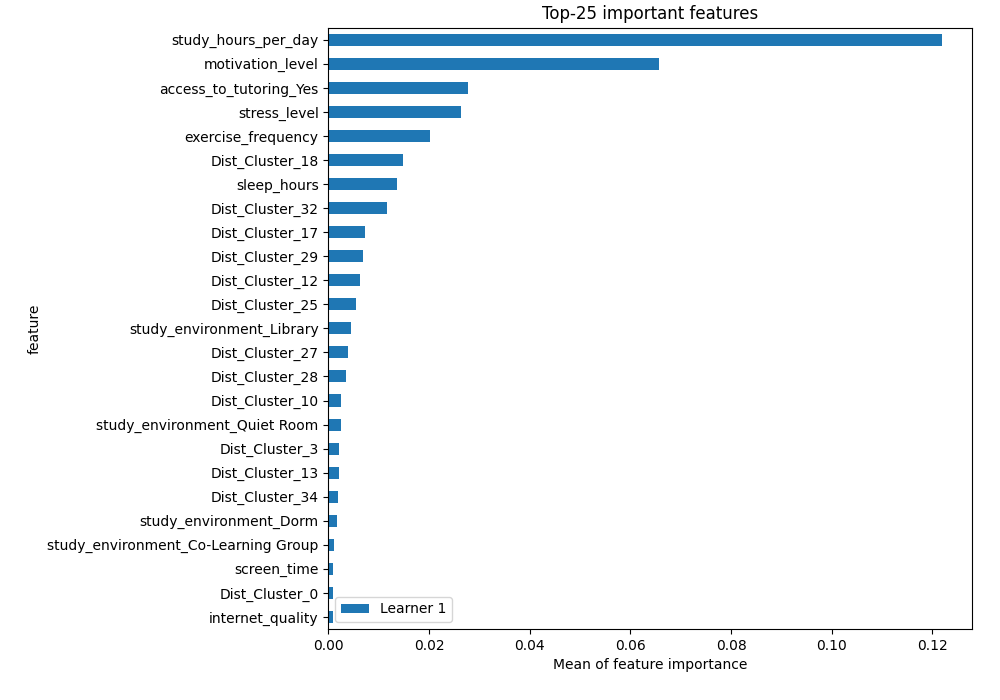 Top-25 important features
study_hours_per_day
motivation_level
access_to_tutoring_Yes
stress_level
exercise_frequency
Dist_Cluster_18
sleep_hours
Dist_Cluster_32
Dist_Cluster_17
Dist_Cluster_29
Dist_Cluster_12
Dist_Cluster_25
study_environment_Library
Dist_Cluster_27
Dist_Cluster_28
Dist_Cluster_10
study_environment_Quiet Room
Dist_Cluster_3
Dist_Cluster_13
Dist_Cluster_34
study_environment_Dorm
study_environment_Co-Learning Group
screen_time
Dist_Cluster_0
internet_quality
feature
Learner 1
0.00 0.02 0.04 0.06 0.08 0.10 0.12
Mean of feature importance